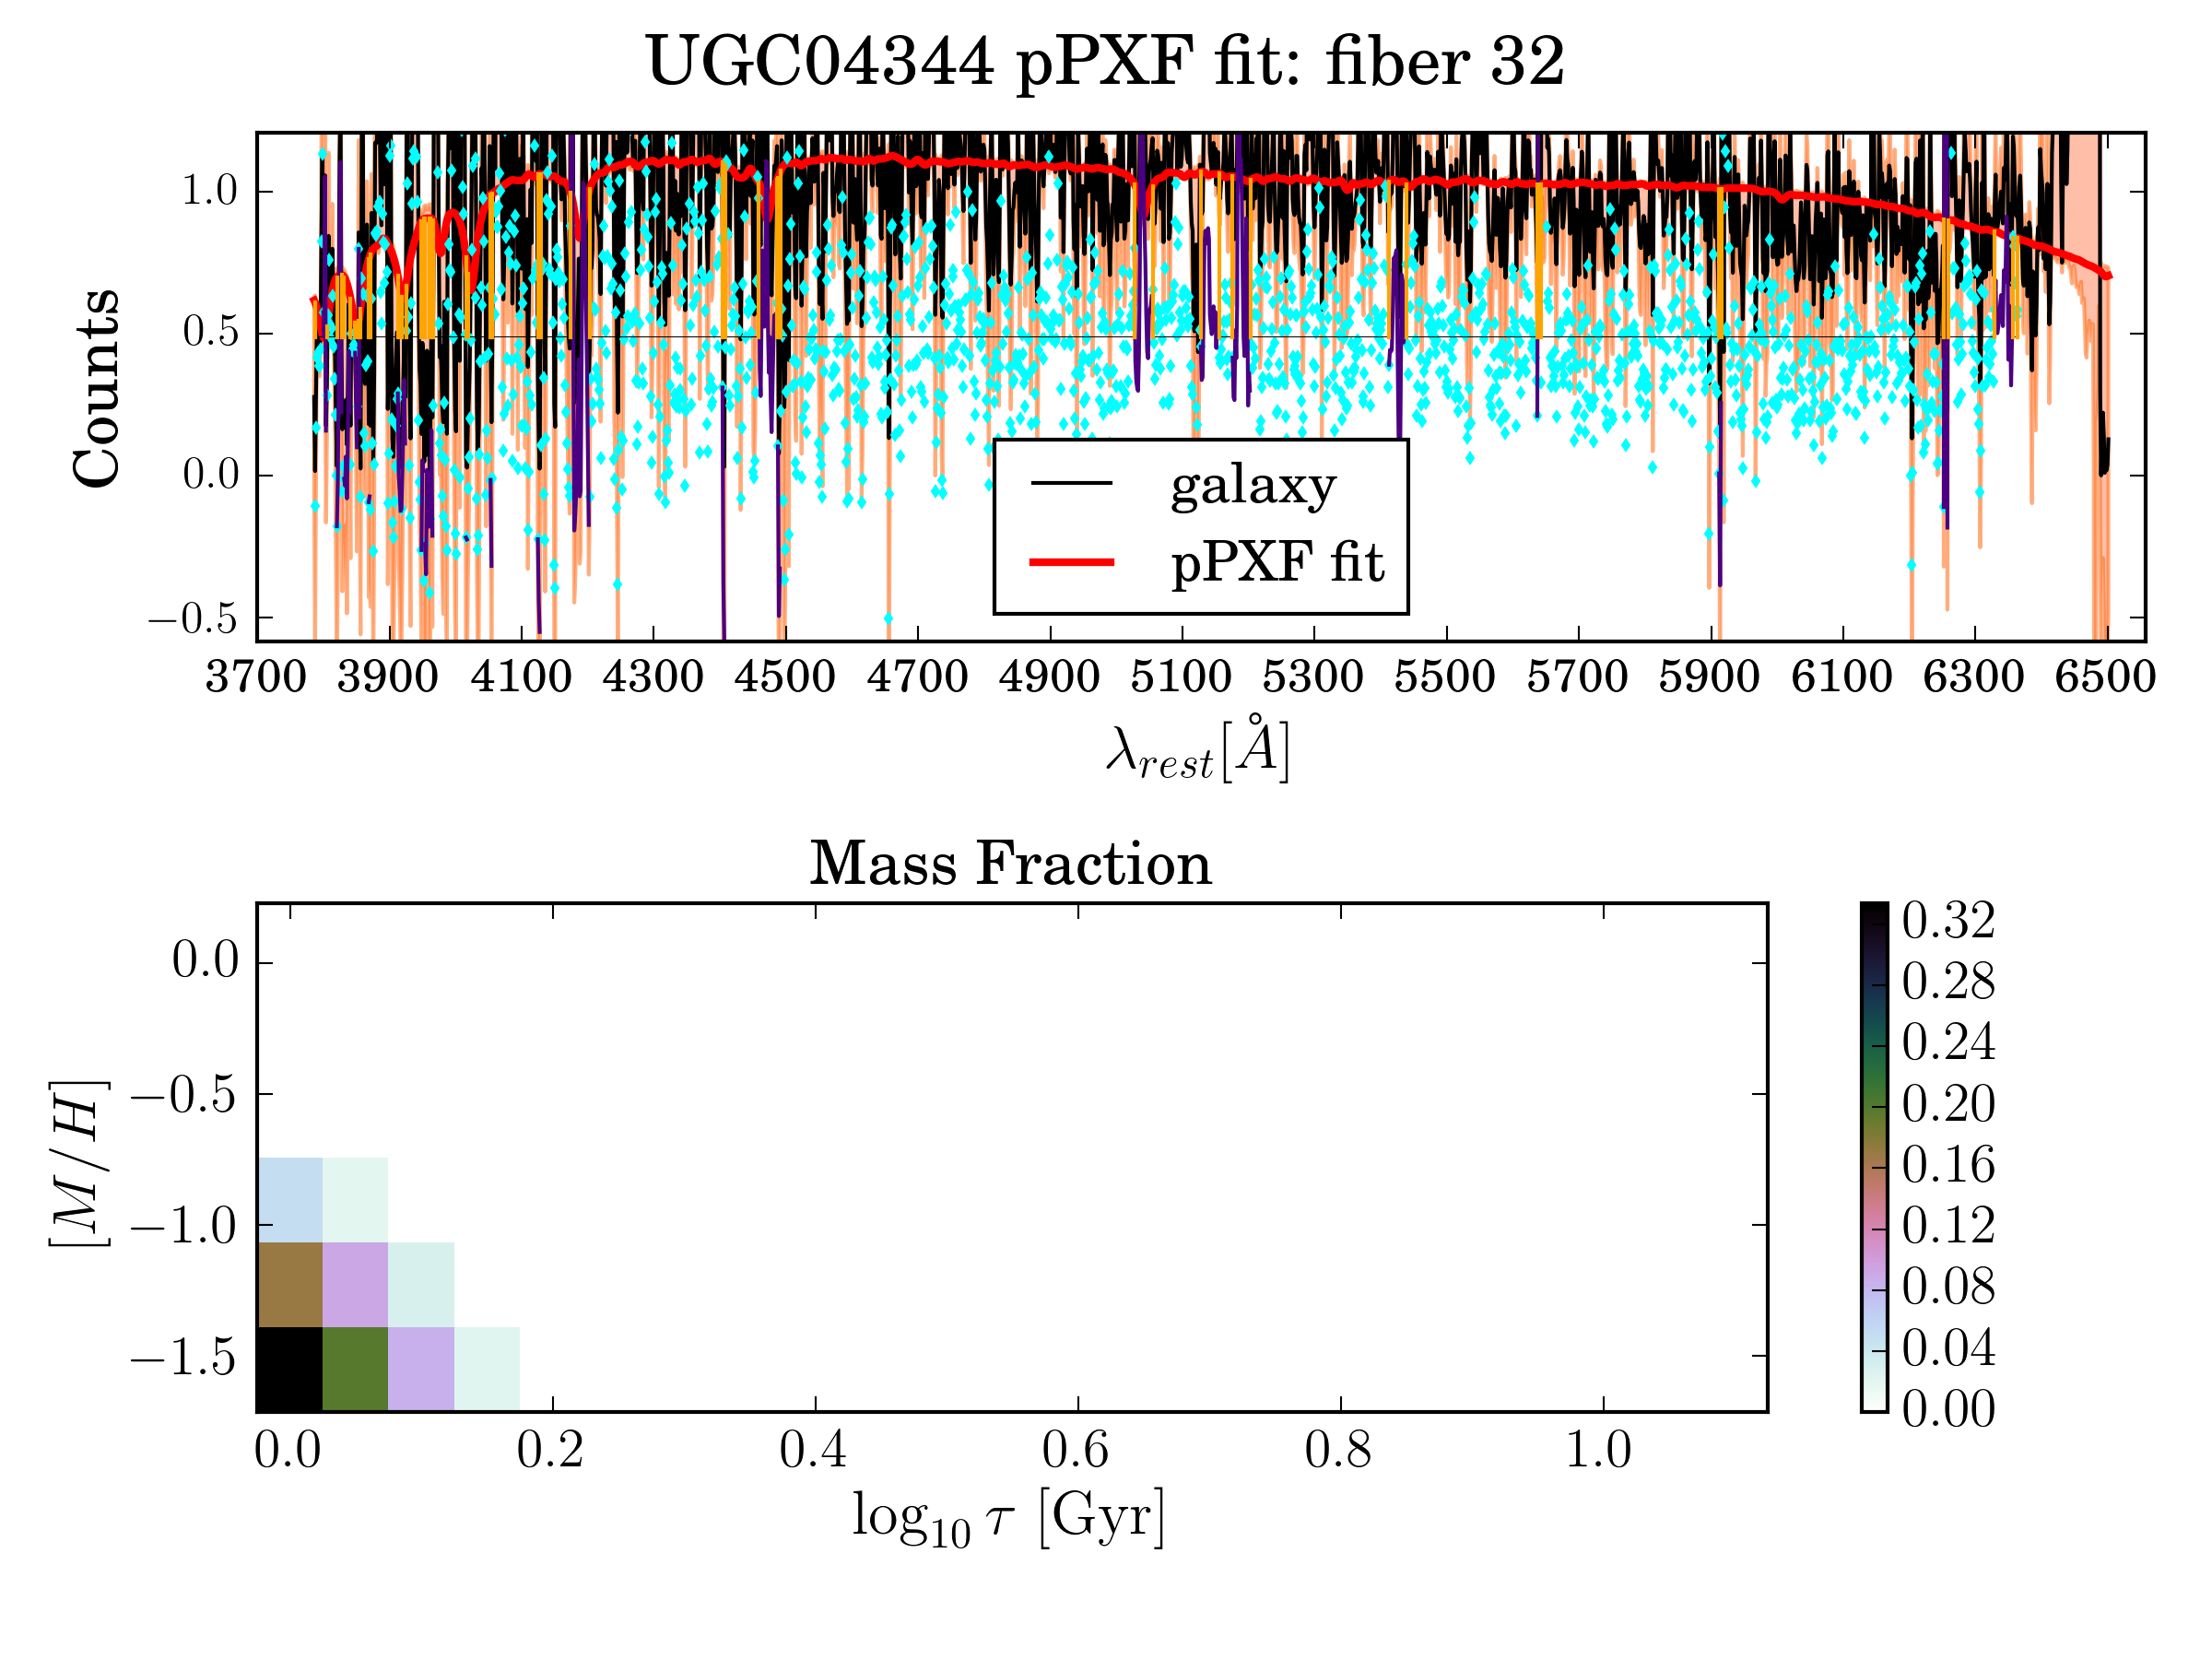 UGC04344 pPXF fit: fiber 32
Counts
1.0
0.5
0.0
−0.5
galaxy
pPXF fit
3700 3900 4100 4300 4500 4700 4900 5100 5300 5500 5700 5900 6100 6300 6500
λrest[Å]
Mass Fraction
[M/H]
0.0
−0.5
−1.0
−1.5
0.0 0.2 0.4 0.6 0.8 1.0
log10 τ [Gyr]
0.32
0.28
0.24
0.20
0.16
0.12
0.08
0.04
0.00